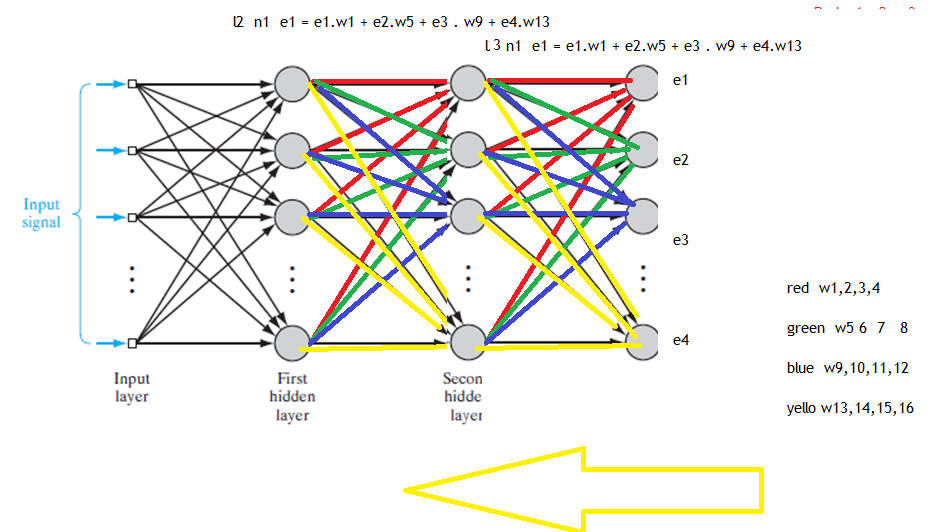 l2 n1 e1 = e1.w1 + e2.w5 + e3 . w9 + e4.w13
l3 n1 e1 = e1.w1 + e2.w5 + e3 . w9 + e4.w13
e1
e2
Input
signal
e3
red w1,2,3,4
green w5 6 7 8
e4
blue w9,10,11,12
Input
layer
First
hidden
layer
Secon
hidde
layer
yello w13,14,15,16